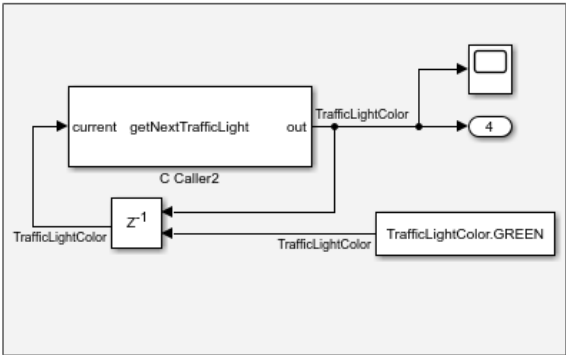 TrafficLightColor
current getNextTrafficLight out
4
C Caller2
Z-1
TrafficLightColor
TrafficLightColor
TrafficLightColor.GREEN